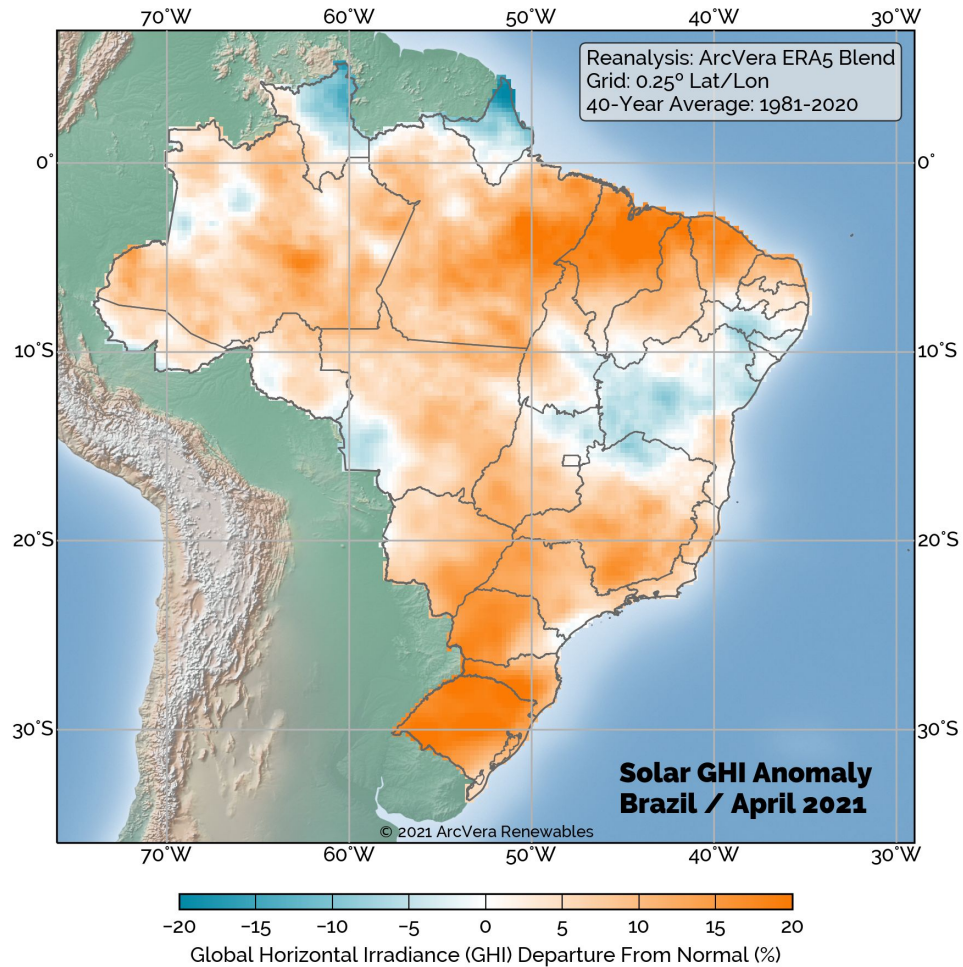 70°W 60°W 50°W 40°W 30°W
Reanalysis: ArcVera ERA5 Blend
Grid: 0.25º Lat/Lon
40-Year Average: 1981-2020
0° 0°
10°S 10°S
20°S 20°S
30°S 30°S
Solar GHI Anomaly
Brazil / April 2021
© 2021 ArcVera Renewables
70°W 60°W 50°W 40°W 30°W
−20 −15 −10 −5 0 5 10 15 20
Global Horizontal Irradiance (GHI) Departure From Normal (%)